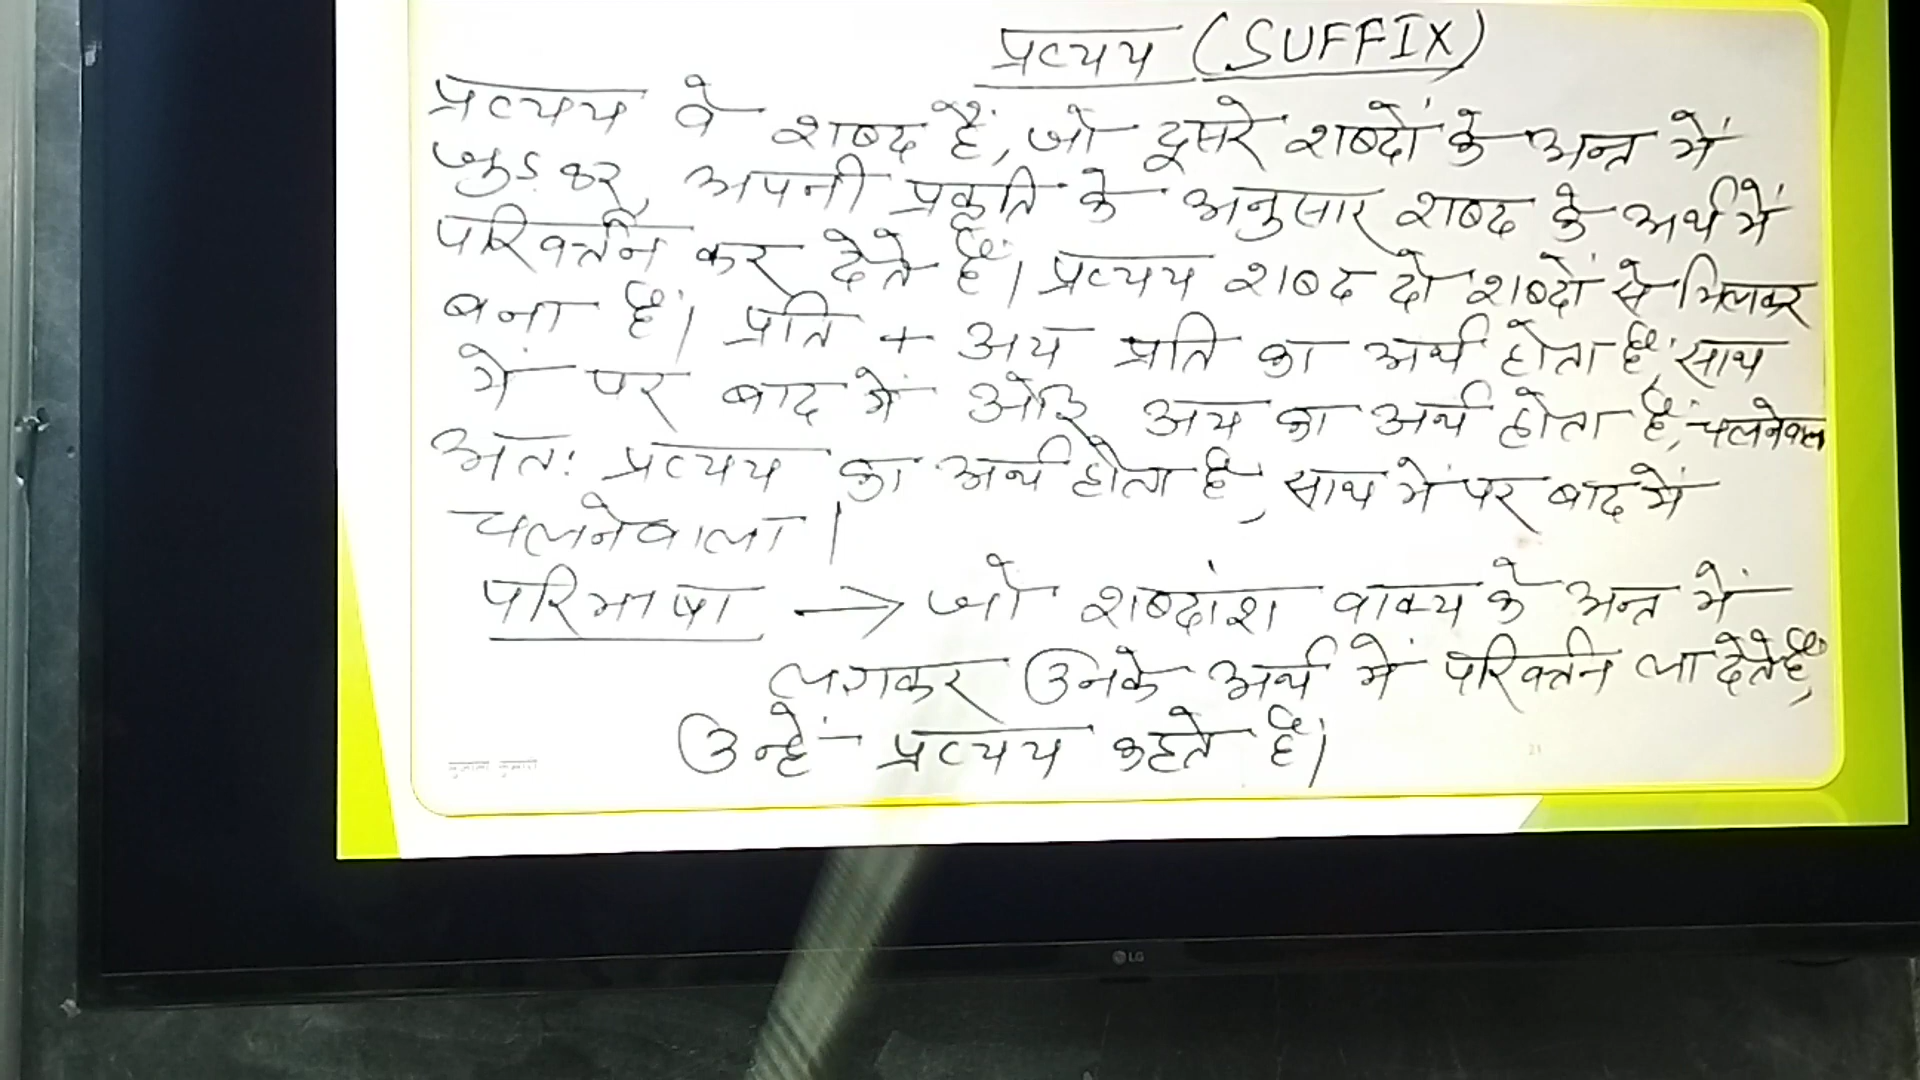 प्रत्यय (SUFFIX)
प्रत्यय वे शब्द हैं, जो दूसरे शब्दों के अन्त में
जुड़कर, अपनी प्रकृति के अनुसार शब्द के अर्थ में
परिवर्तन कर देते हैं। प्रत्यय शब्द दो शब्दों से मिलकर
बना है। प्रति + अय प्रति का अर्थ होता है, साथ
में पर बाद में और अय का अर्थ होता है, चलनेवाला
अतः प्रत्यय का अर्थ होता है, साथ में पर बाद में
चलनेवाला।
परिभाषा → जो शब्दांश वाक्य के अन्त में
लगकर उनके अर्थ में परिवर्तन ला देते हैं,
उन्हें प्रत्यय कहते हैं।
21
LG